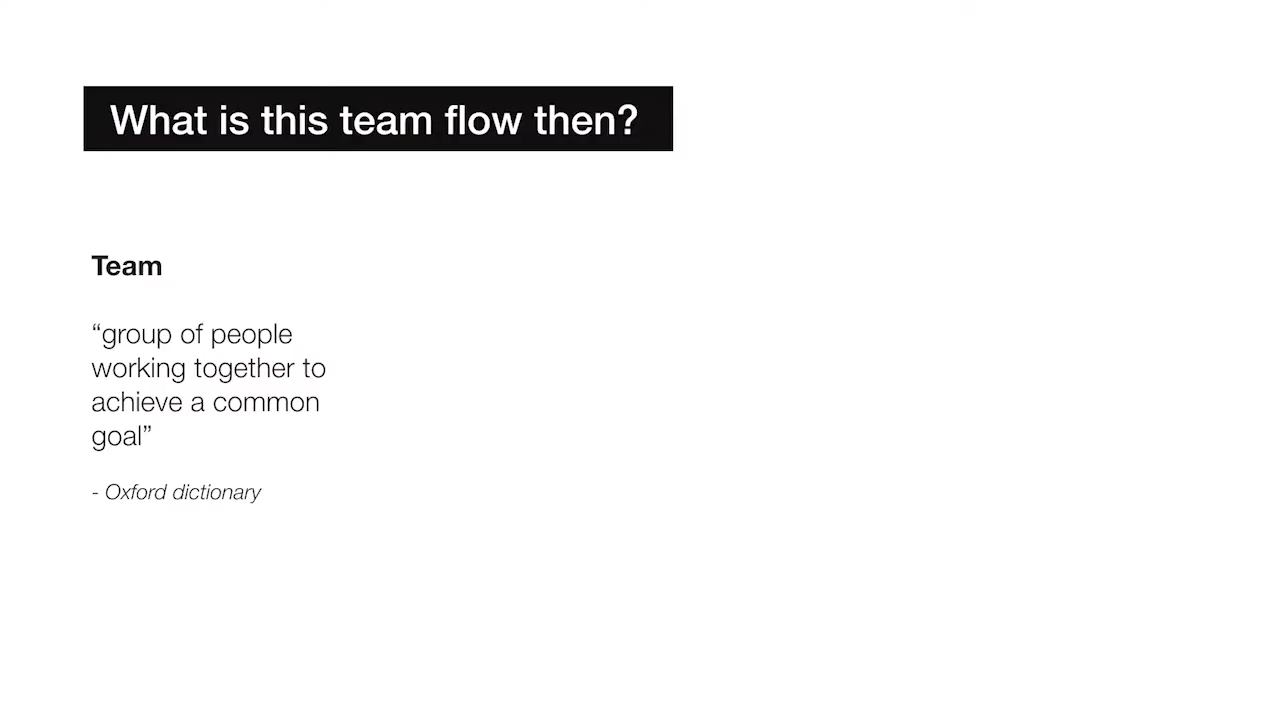 What is this team flow then?
Team
“group of people
working together to
achieve a common
goal”
- Oxford dictionary